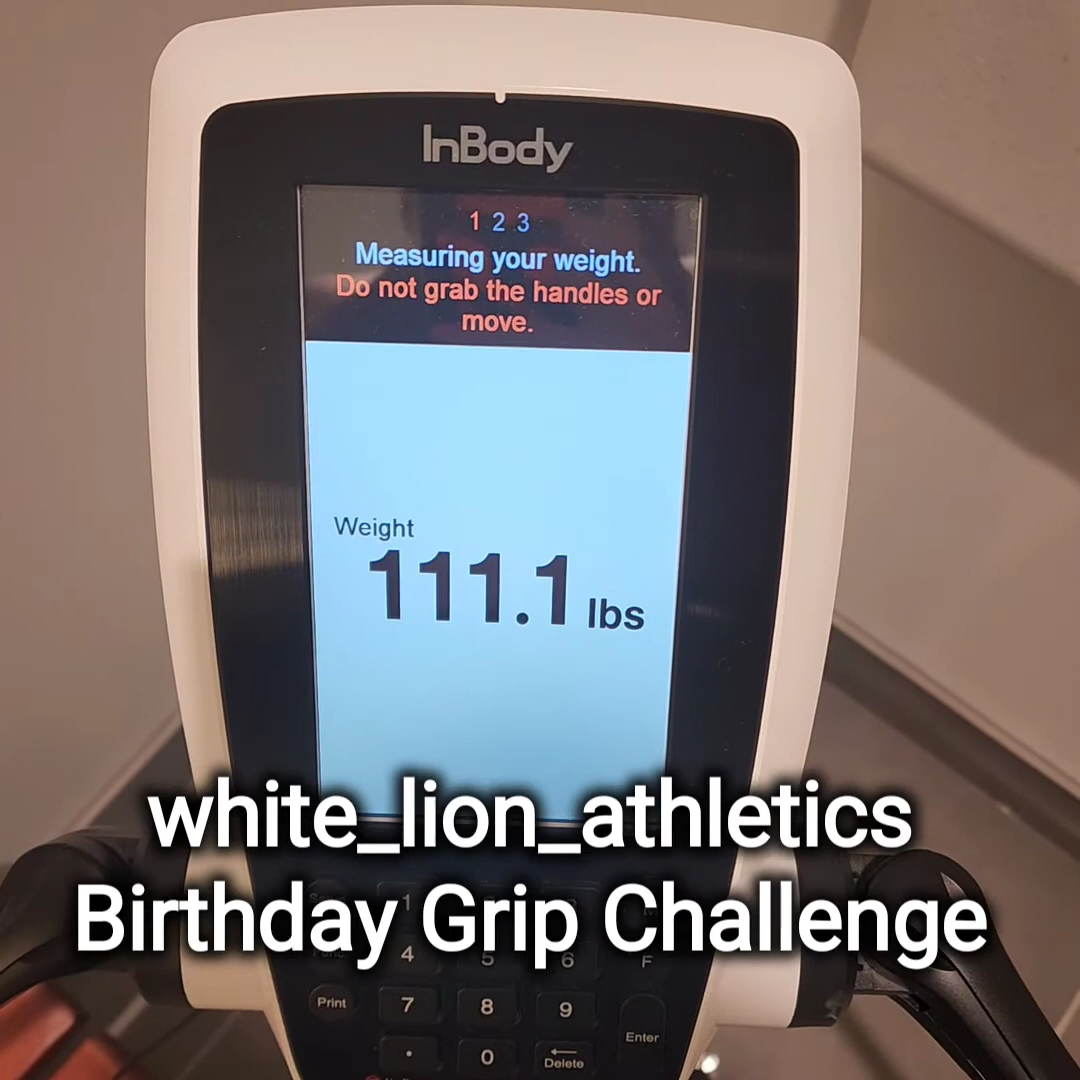 InBody
1 2 3
Measuring your weight.
Do not grab the handles or
move.
Weight
111.1 lbs
white_lion_athletics
Birthday Grip Challenge
1
4 5 6 F
Print 7 8 9
Enter
. 0 Delete